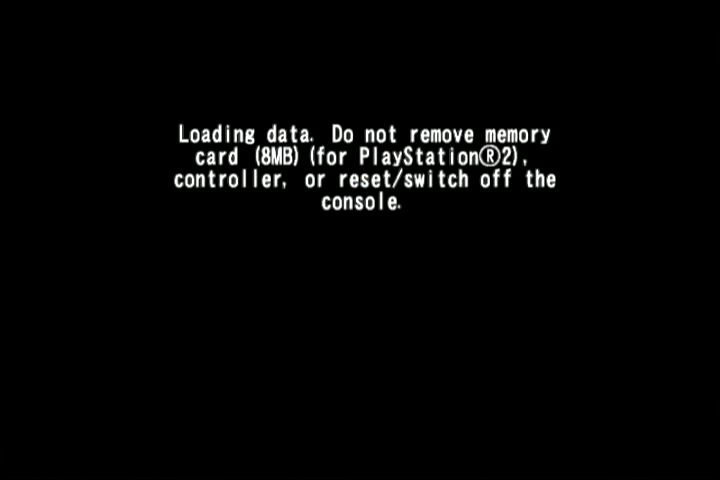 Loading data. Do not remove memory
card (8MB) (for PlayStation®2),
controller, or reset/switch off the
console.